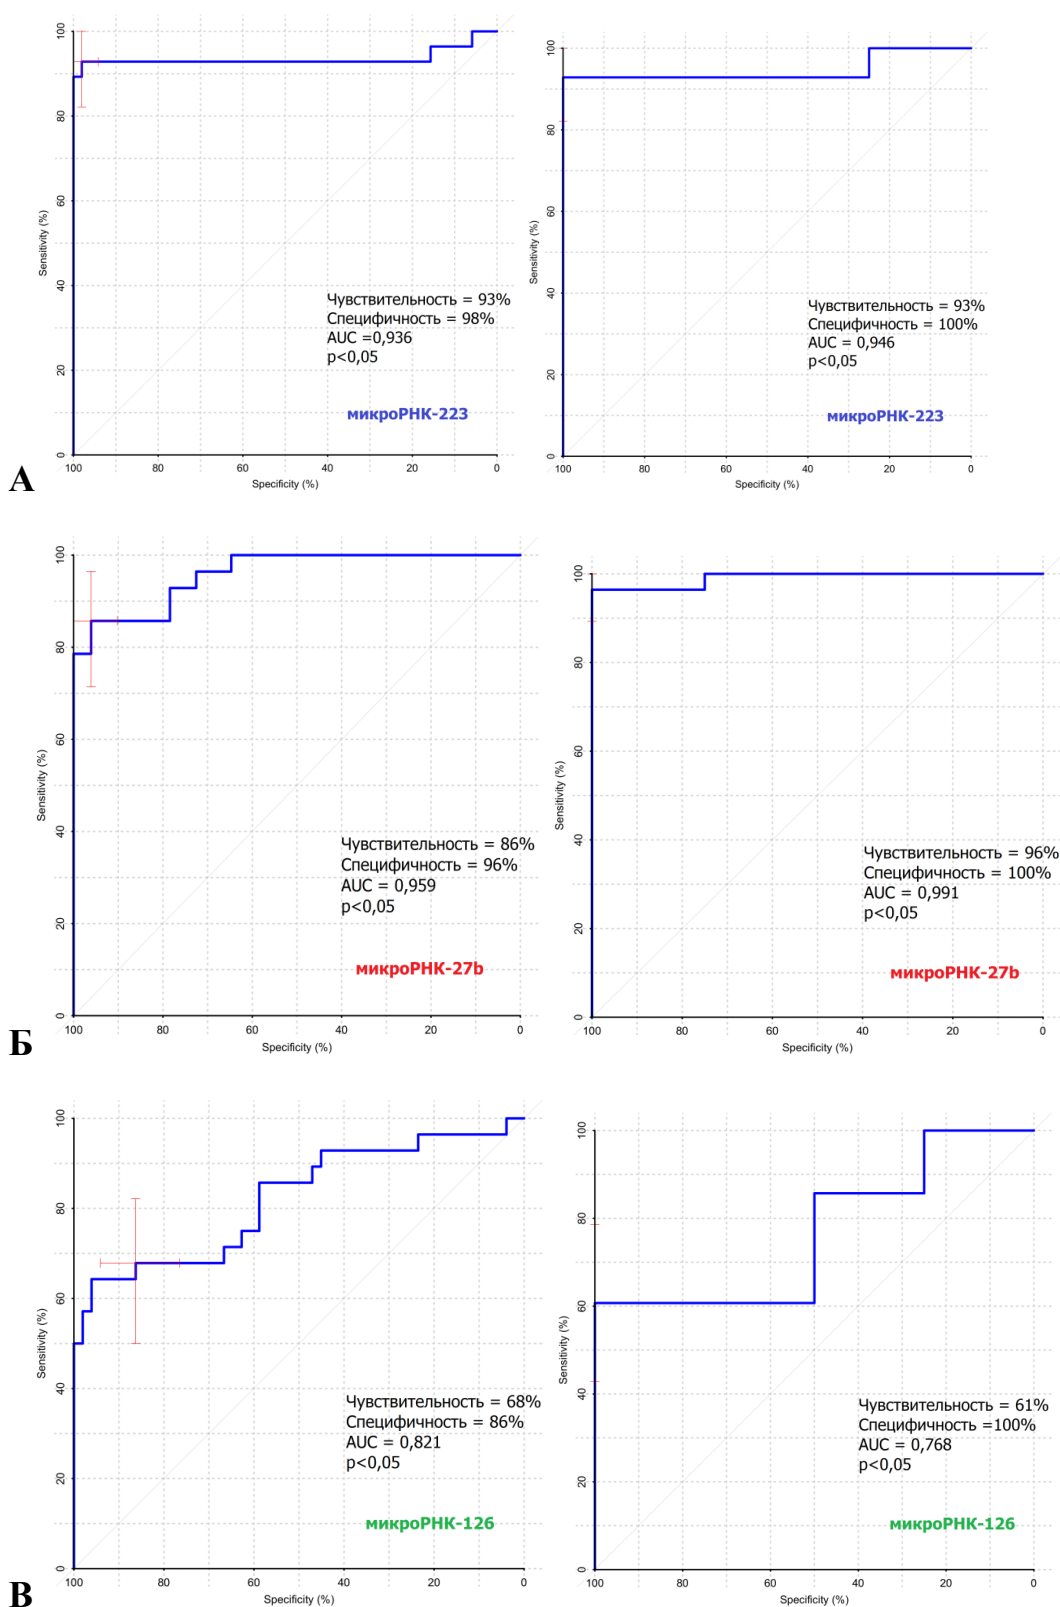 100
80
60
40
20
0
Sensitivity (%)
Чувствительность = 93%
Специфичность = 98%
AUC =0,936
p<0,05
микроРНК-223
100 80 60 40 20 0
Specificity (%)
100
80
60
40
20
0
Sensitivity (%)
Чувствительность = 93%
Специфичность = 100%
AUC = 0,946
p<0,05
микроРНК-223
100 80 60 40 20 0
Specificity (%)
А
100
80
60
40
20
0
Sensitivity (%)
Чувствительность = 86%
Специфичность = 96%
AUC = 0,959
p<0,05
микроРНК-27b
100 80 60 40 20 0
Specificity (%)
100
80
60
40
20
0
Sensitivity (%)
Чувствительность = 96%
Специфичность = 100%
AUC = 0,991
p<0,05
микроРНК-27b
100 80 60 40 20 0
Specificity (%)
Б
100
80
60
40
20
0
Sensitivity (%)
Чувствительность = 68%
Специфичность = 86%
AUC = 0,821
p<0,05
микроРНК-126
100 80 60 40 20 0
Specificity (%)
100
80
60
40
20
0
Sensitivity (%)
Чувствительность = 61%
Специфичность =100%
AUC = 0,768
p<0,05
микроРНК-126
100 80 60 40 20 0
Specificity (%)
В